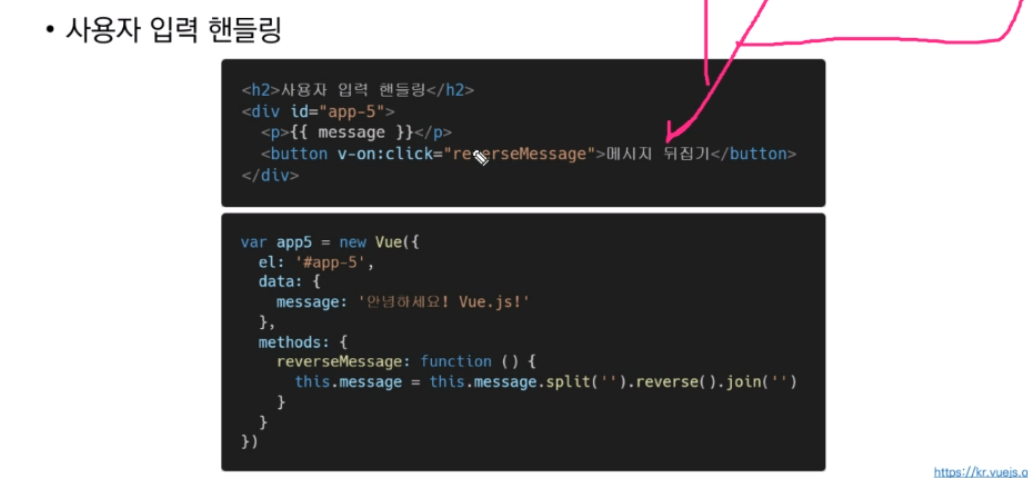 • 사용자 입력 핸들링
<h2>사용자 입력 핸들링</h2>
<div id="app-5">
<p>{{ message }}</p>
<button v-on:click="reverseMessage">메시지 뒤집기</button>
</div>
var app5 = new Vue({
el: '#app-5',
data: {
message: '안녕하세요! Vue.js!'
},
methods: {
reverseMessage: function () {
this.message = this.message.split('').reverse().join('')
}
}
})
https://kr.vuejs.o